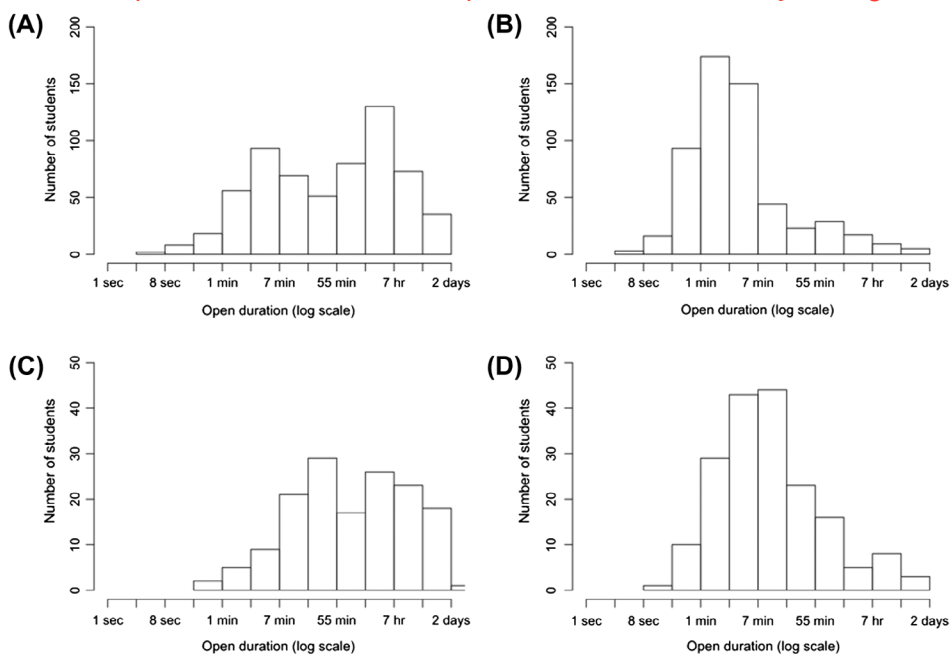 (A)
200
150
100
50
0
Number of students
1 sec 8 sec 1 min 7 min 55 min 7 hr 2 days
Open duration (log scale)
(B)
200
150
100
50
0
Number of students
1 sec 8 sec 1 min 7 min 55 min 7 hr 2 days
Open duration (log scale)
(C)
50
40
30
20
10
0
Number of students
1 sec 8 sec 1 min 7 min 55 min 7 hr 2 days
Open duration (log scale)
(D)
50
40
30
20
10
0
Number of students
1 sec 8 sec 1 min 7 min 55 min 7 hr 2 days
Open duration (log scale)